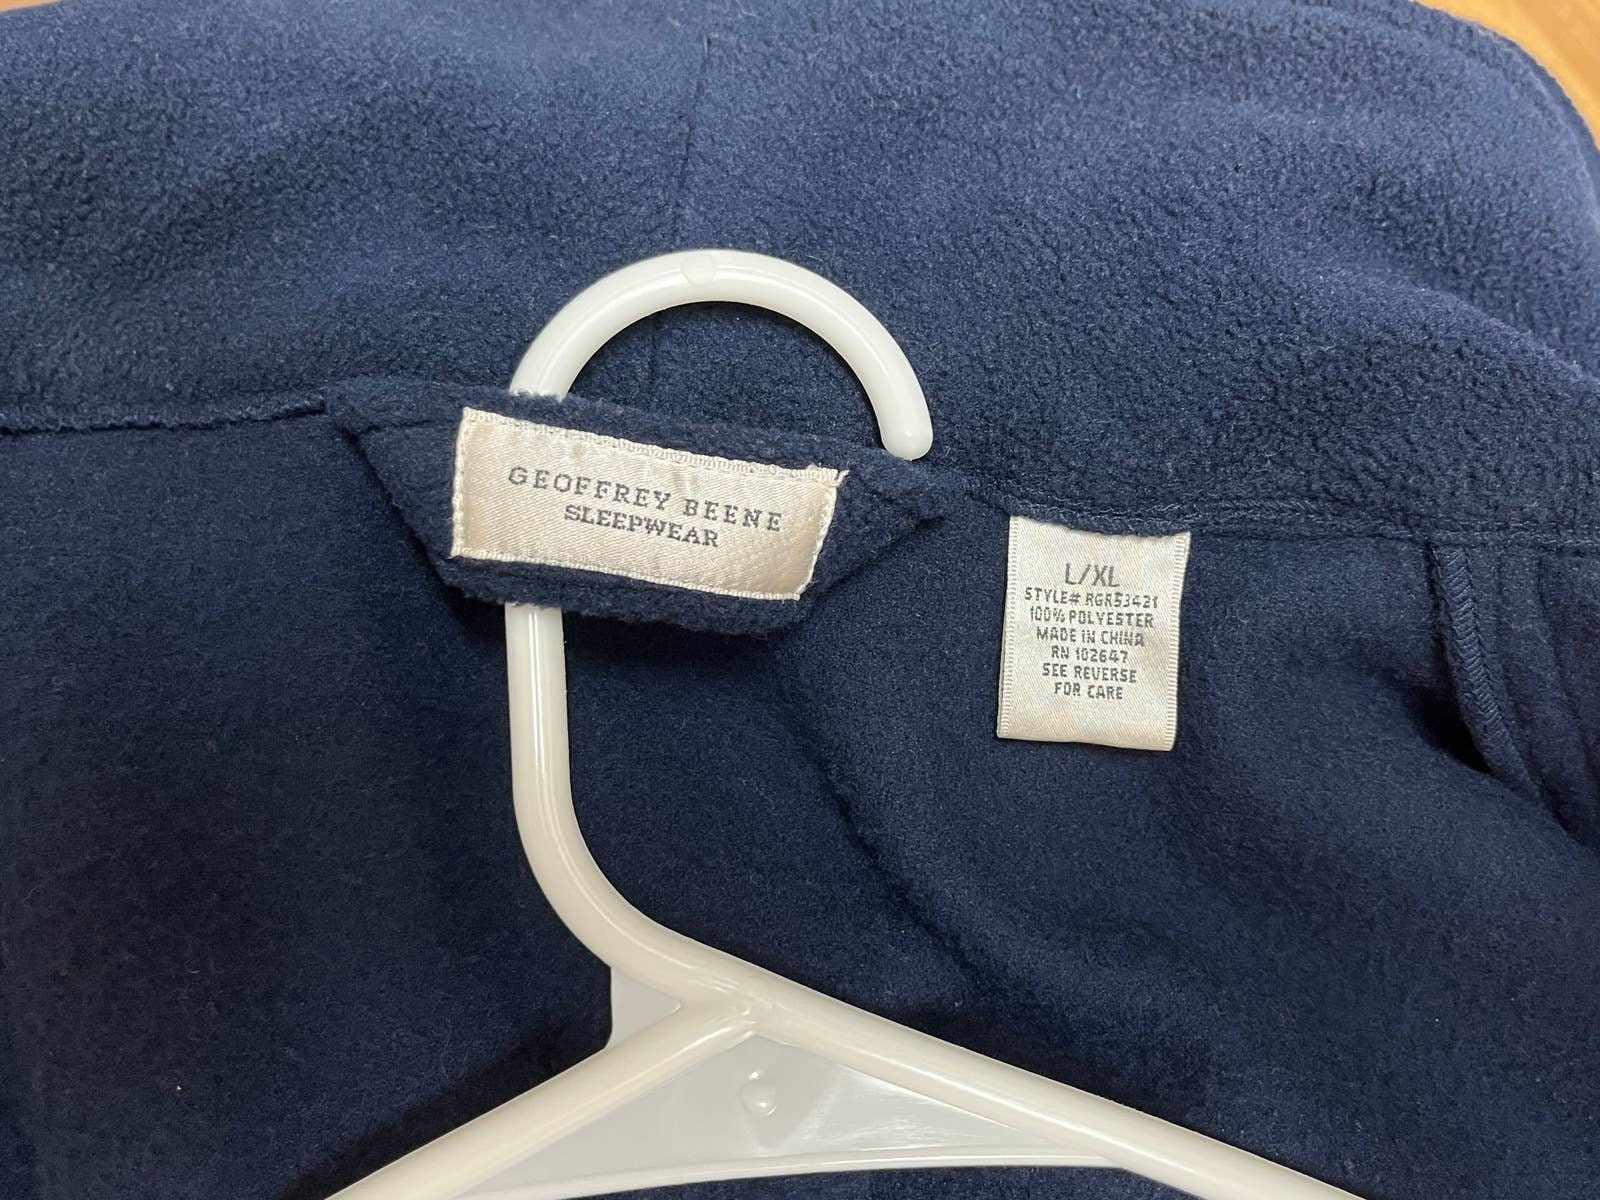 GEOFFREY BEENE
SLEEPWEAR
L/XL
STYLE# RGR53421
100% POLYESTER
MADE IN CHINA
RN 102647
SEE REVERSE
FOR CARE